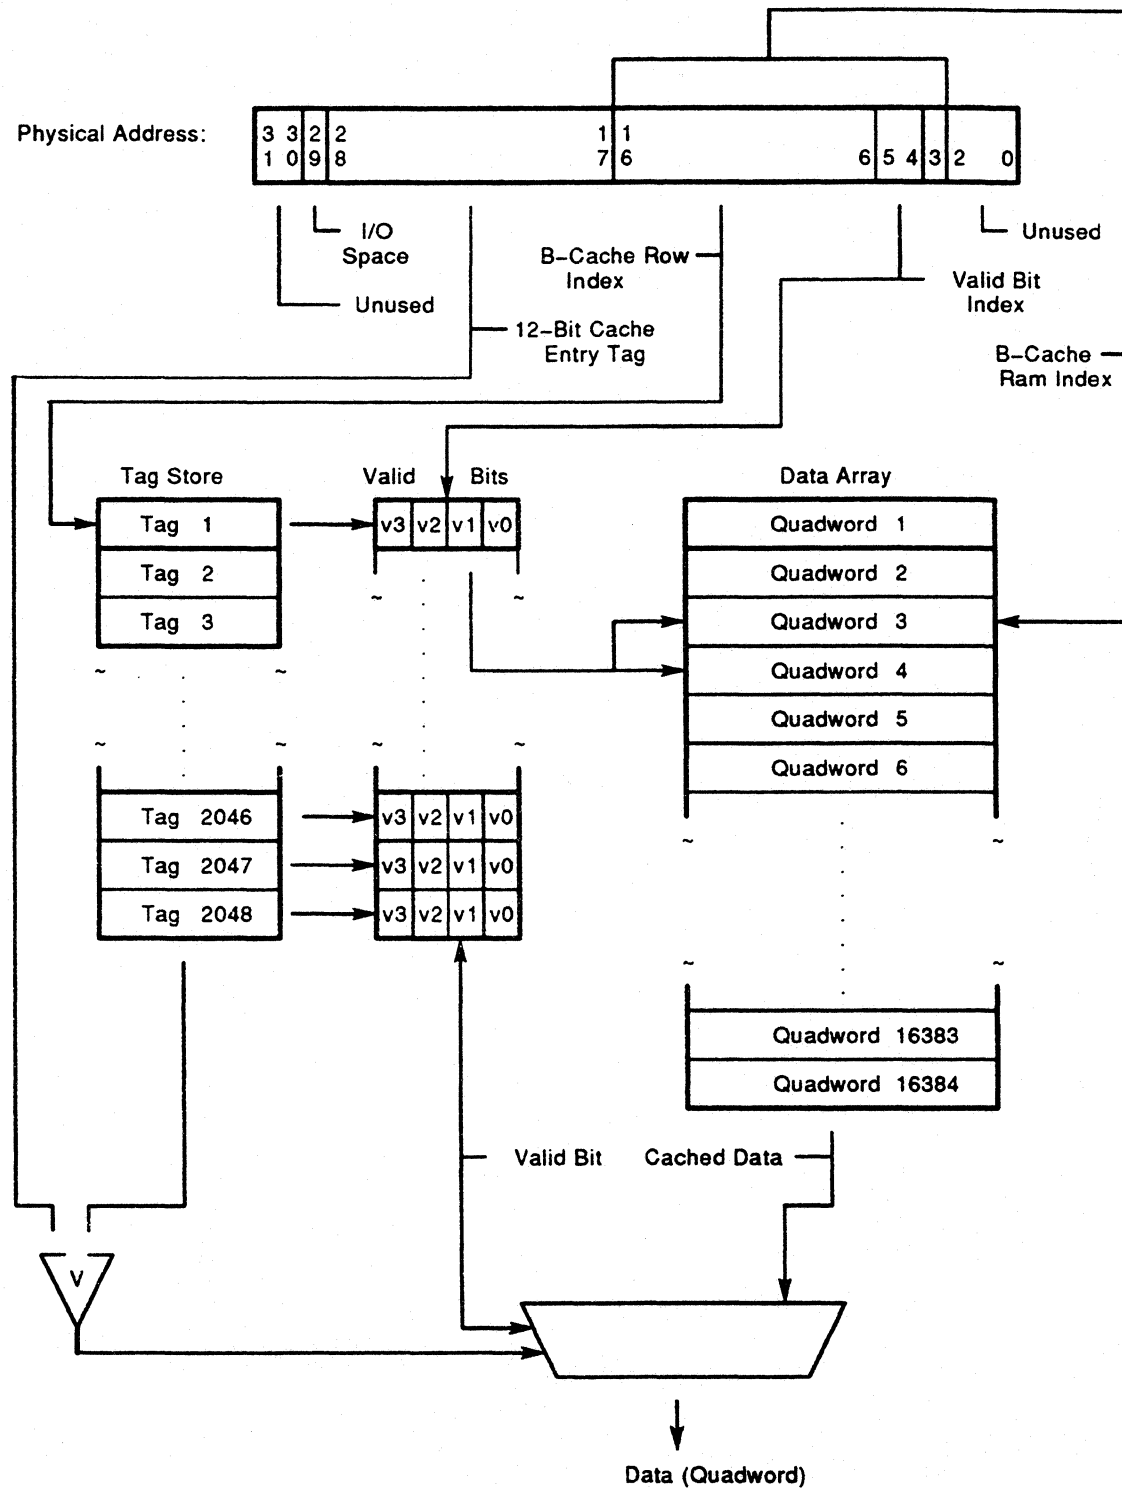 Physical Address:
3 3 2 2 1 1
1 0 9 8 7 6 6 5 4 3 2 0
I/O
Space
Unused
B-Cache Row
Index
Unused
Valid Bit
Index
12-Bit Cache
Entry Tag
B-Cache
Ram Index
Tag Store
Valid Bits
Data Array
Tag 1
v3 v2 v1 v0
Quadword 1
Tag 2
Quadword 2
Tag 3
Quadword 3
Quadword 4
Quadword 5
Quadword 6
Tag 2046
v3 v2 v1 v0
Tag 2047
v3 v2 v1 v0
Tag 2048
v3 v2 v1 v0
Quadword 16383
Quadword 16384
Valid Bit
Cached Data
V
Data (Quadword)